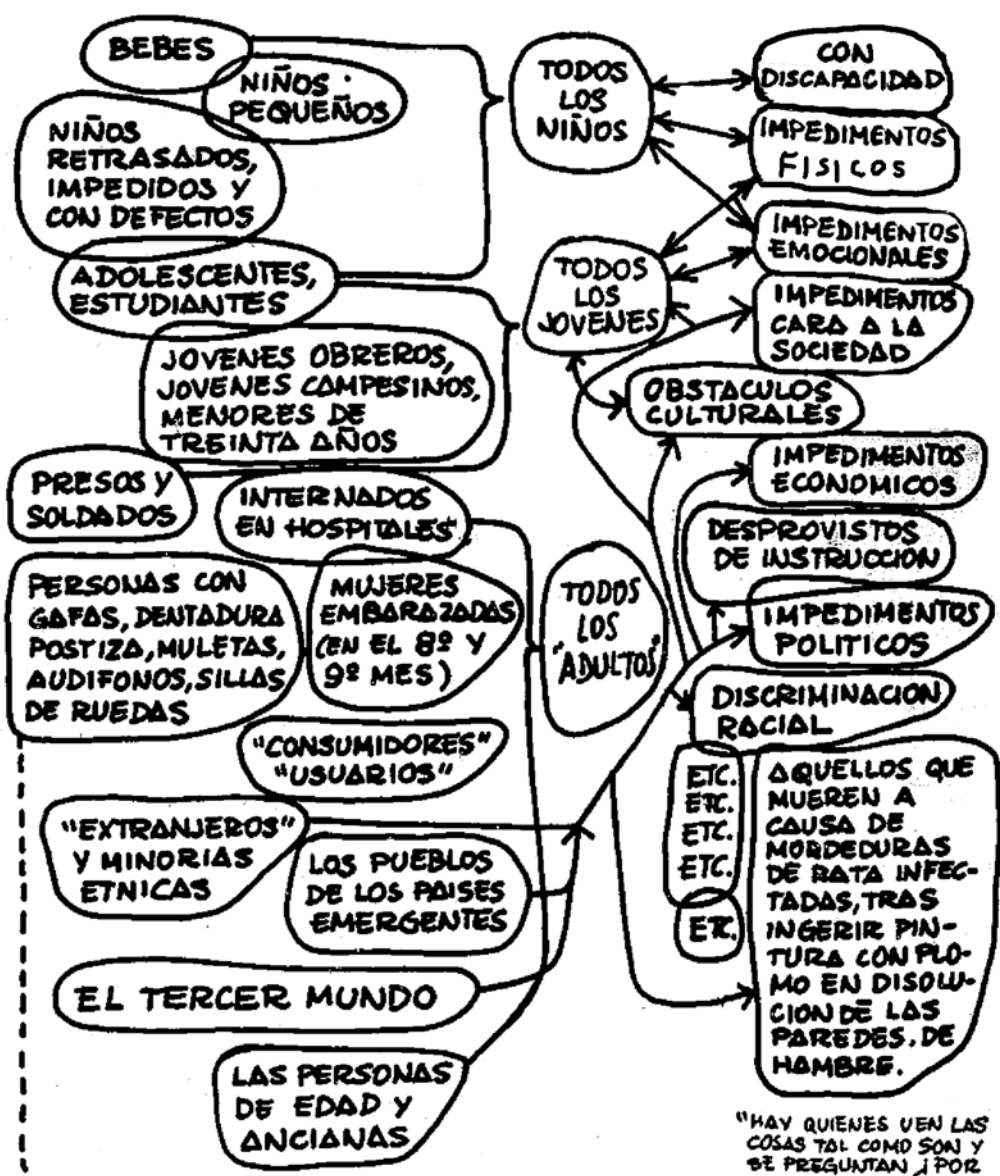 BEBES
NIÑOS
PEQUEÑOS
NIÑOS
RETRASADOS,
IMPEDIDOS Y
CON DEFECTOS
ADOLESCENTES,
ESTUDIANTES
JOVENES OBREROS,
JOVENES CAMPESINOS,
MENORES DE
TREINTA AÑOS
PRESOS Y
SOLDADOS
INTERNADOS
EN HOSPITALES
PERSONAS CON
GAFAS, DENTADURA
POSTIZA, MULETAS,
AUDIFONOS, SILLAS
DE RUEDAS
MUJERES
EMBARAZADAS
(EN EL 8º Y
9º MES)
"CONSUMIDORES"
"USUARIOS"
"EXTRANJEROS"
Y MINORIAS
ETNICAS
LOS PUEBLOS
DE LOS PAISES
EMERGENTES
EL TERCER MUNDO
LAS PERSONAS
DE EDAD Y
ANCIANAS
TODOS
LOS
NIÑOS
TODOS
LOS
JOVENES
TODOS
LOS
"ADULTOS"
CON
DISCAPACIDAD
IMPEDIMENTOS
FISICOS
IMPEDIMENTOS
EMOCIONALES
IMPEDIMENTOS
CARA A LA
SOCIEDAD
OBSTACULOS
CULTURALES
IMPEDIMENTOS
ECONOMICOS
DESPROVISTOS
DE INSTRUCCION
IMPEDIMENTOS
POLITICOS
DISCRIMINACION
RACIAL
ETC.
ETC.
ETC.
ETC.
ETC.
AQUELLOS QUE
MUEREN A
CAUSA DE
MORDEDURAS
DE RATA INFEC-
TADAS, TRAS
INGERIR PIN-
TURA CON PLO-
MO EN DISOLU-
CION DE LAS
PAREDES. DE
HAMBRE.
"HAY QUIENES VEN LAS
COSAS TAL COMO SON Y
SE PREGUNTAN ¡POR